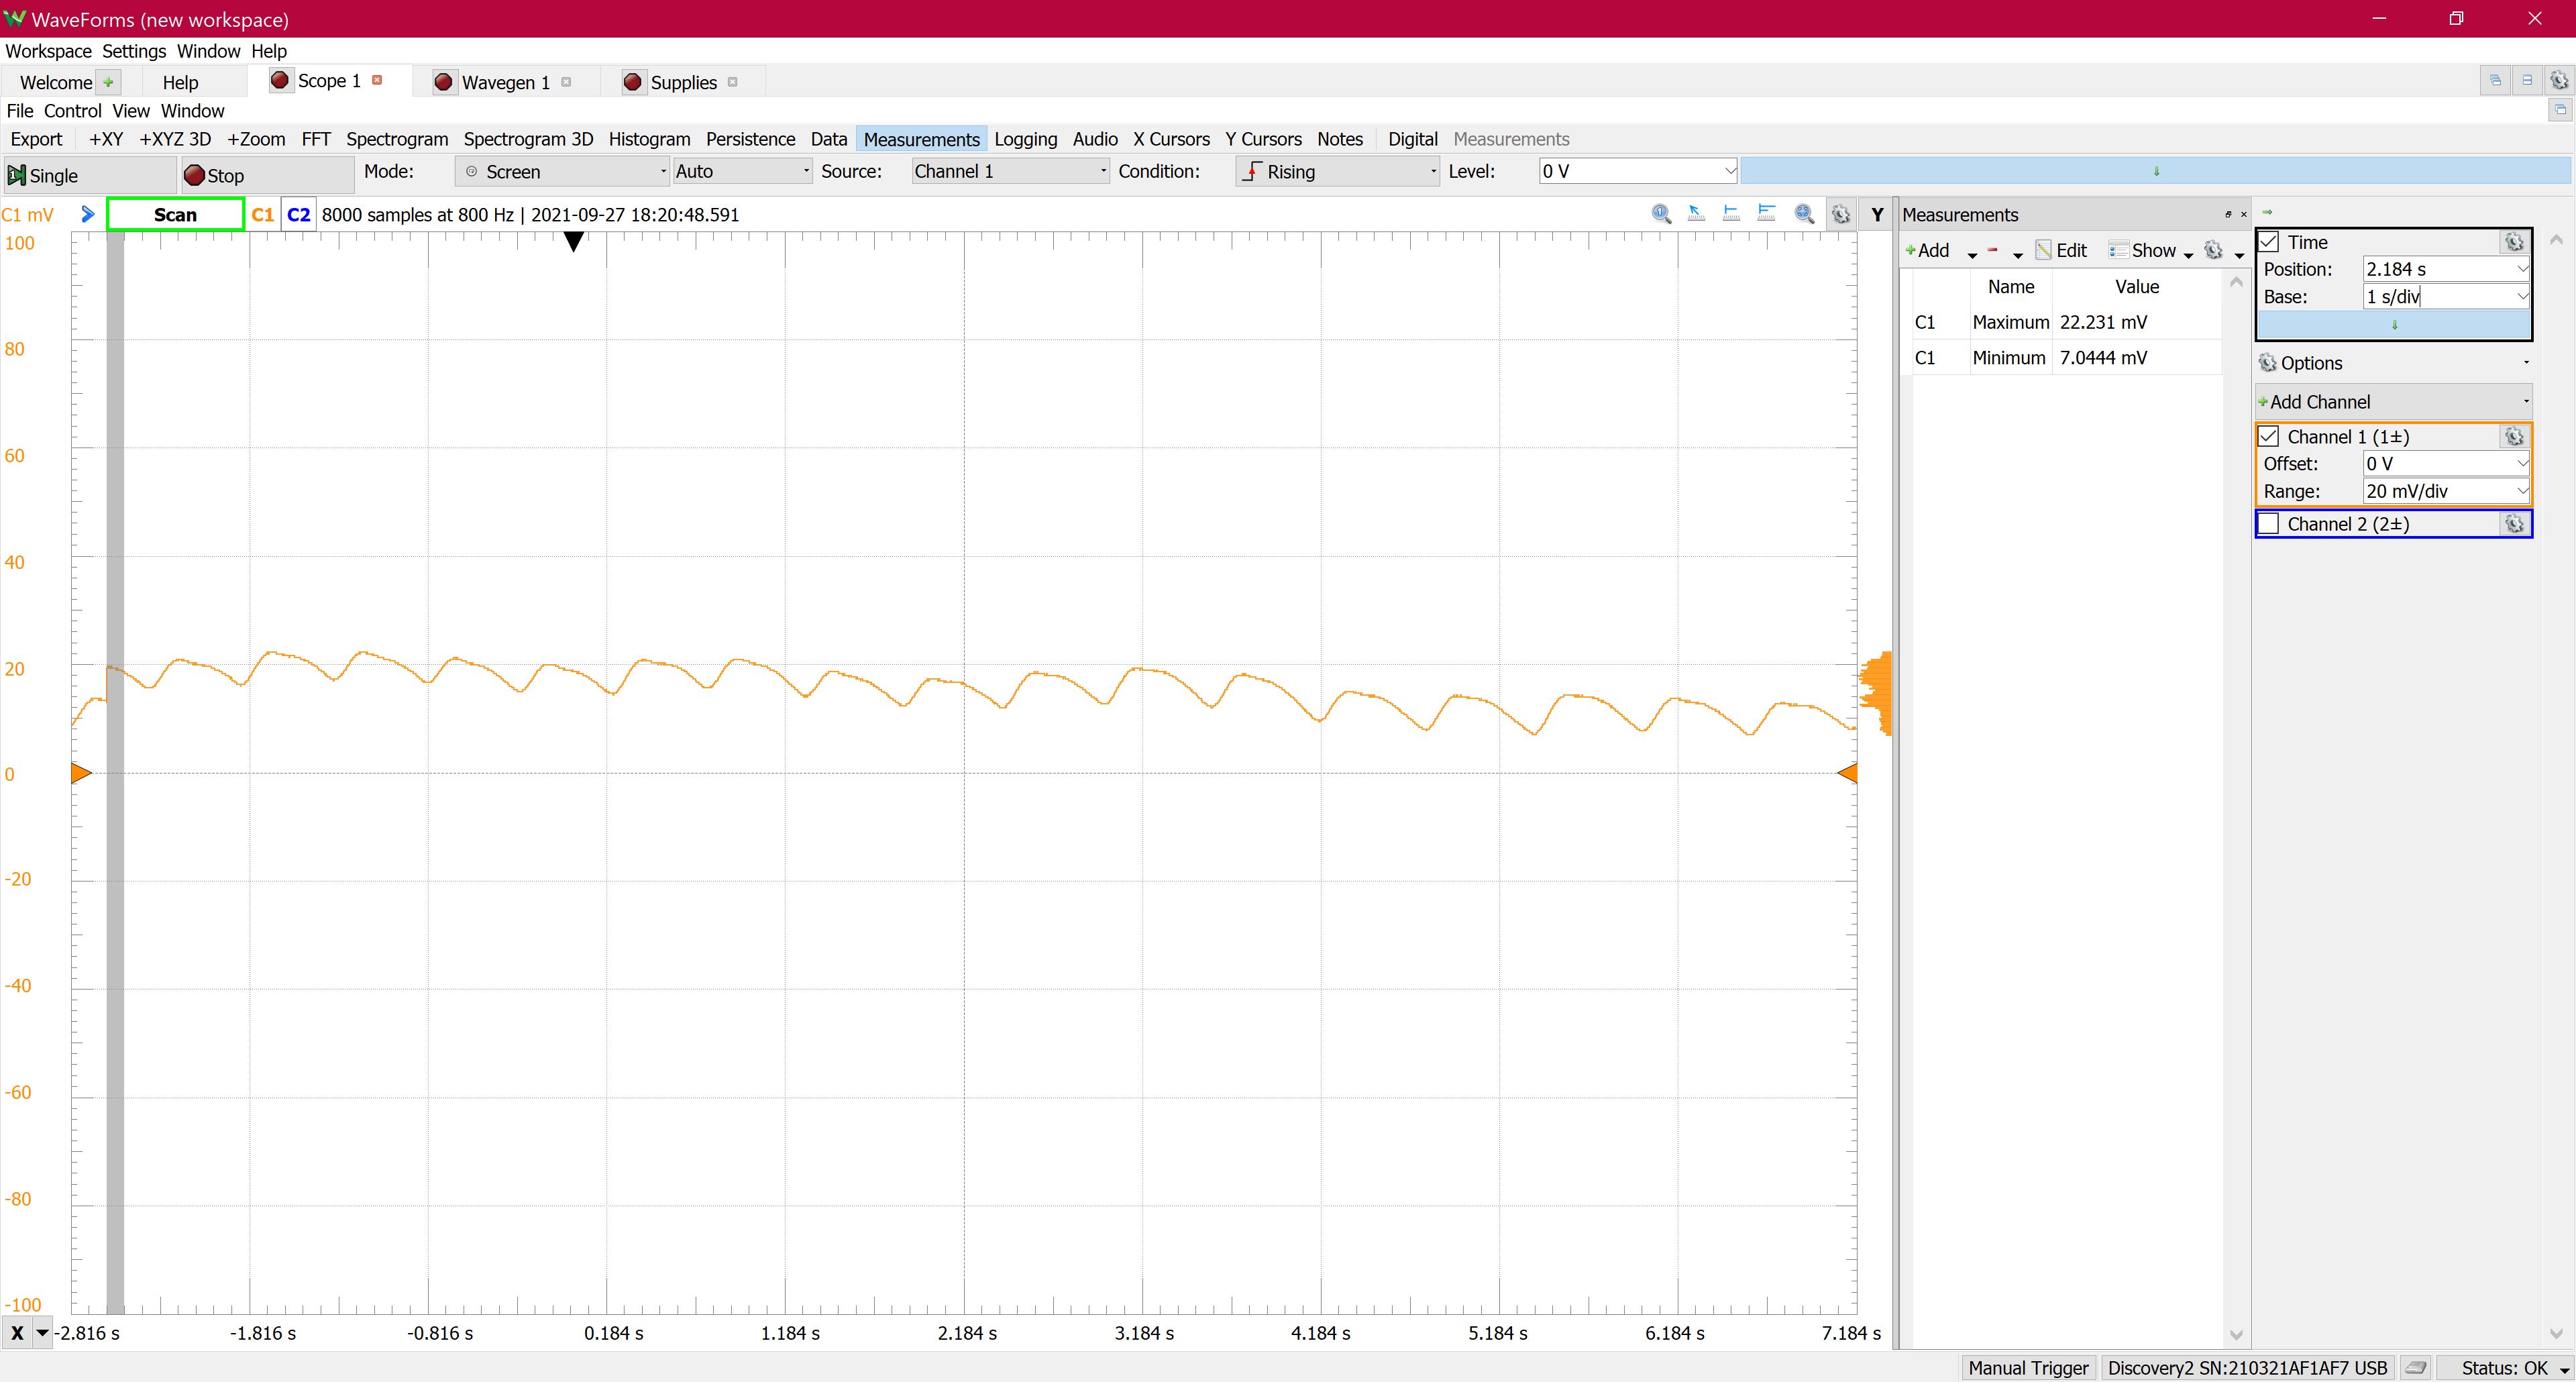 WaveForms (new workspace)
Workspace Settings Window Help
Welcome Help Scope 1 Wavegen 1 Supplies
File Control View Window
Export +XY +XYZ 3D +Zoom FFT Spectrogram Spectrogram 3D Histogram Persistence Data Measurements Logging Audio X Cursors Y Cursors Notes Digital Measurements
Single Stop Mode: Screen Auto Source: Channel 1 Condition: Rising Level: 0 V
C1 mV Scan C1 C2 8000 samples at 800 Hz | 2021-09-27 18:20:48.591 Y
100
80
60
40
20
0
-20
-40
-60
-80
-100
X -2.816 s -1.816 s -0.816 s 0.184 s 1.184 s 2.184 s 3.184 s 4.184 s 5.184 s 6.184 s 7.184 s
Measurements
Add Edit Show
Name Value
C1 Maximum 22.231 mV
C1 Minimum 7.0444 mV
Time
Position: 2.184 s
Base: 1 s/div
Options
Add Channel
Channel 1 (1±)
Offset: 0 V
Range: 20 mV/div
Channel 2 (2±)
Manual Trigger Discovery2 SN:210321AF1AF7 USB Status: OK